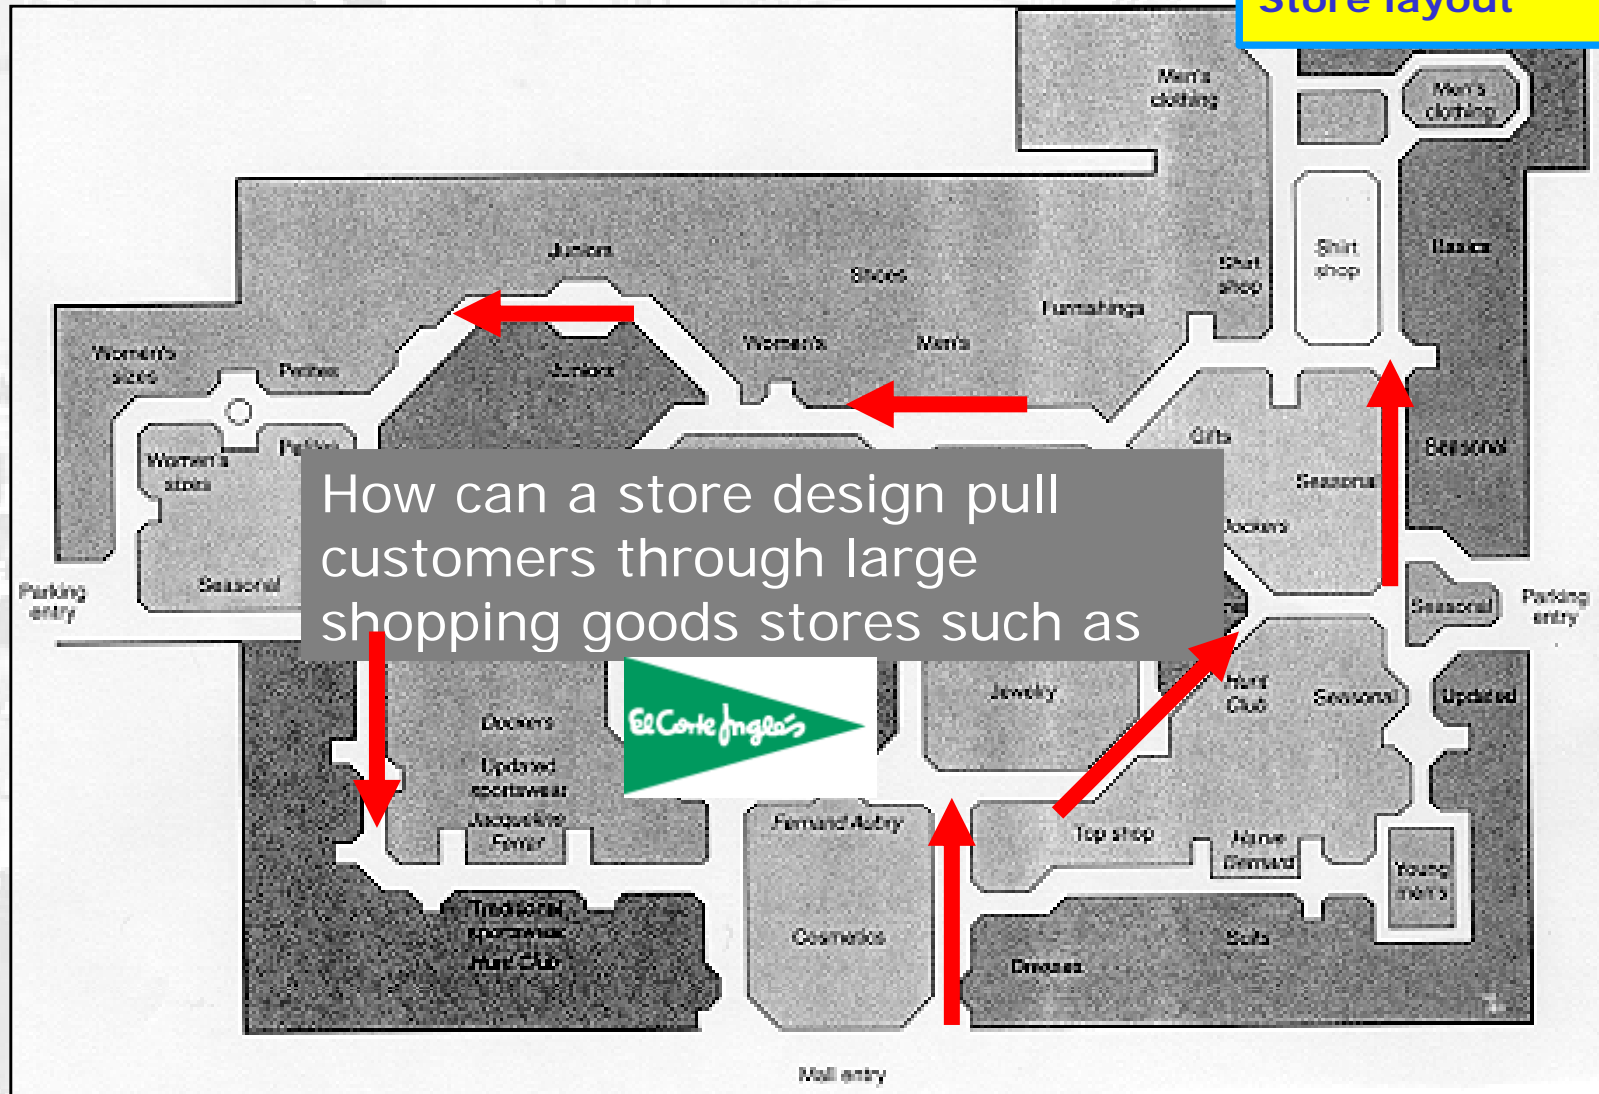 Store layout
Men's
clothing
Men's
clothing
Juniors
Shoes
Shirt
shop
Shirt
shop
Basics
Furnishings
Women's
sizes
Petites
Juniors
Women's
Men's
Women's
sizes
Petites
Gifts
Seasonal
Seasonal
Dockers
How can a store design pull
customers through large
shopping goods stores such as
Parking
entry
Seasonal
Seasonal
Parking
entry
El Corte Inglés
Dockers
Jewelry
Hunt
Club
Seasonal
Updated
Updated
sportswear
Jacqueline
Ferrar
Fernand Aubry
Top shop
Young
men's
Traditional
sportswear
Hunt Club
Cosmetics
Dresses
Suits
Mall entry